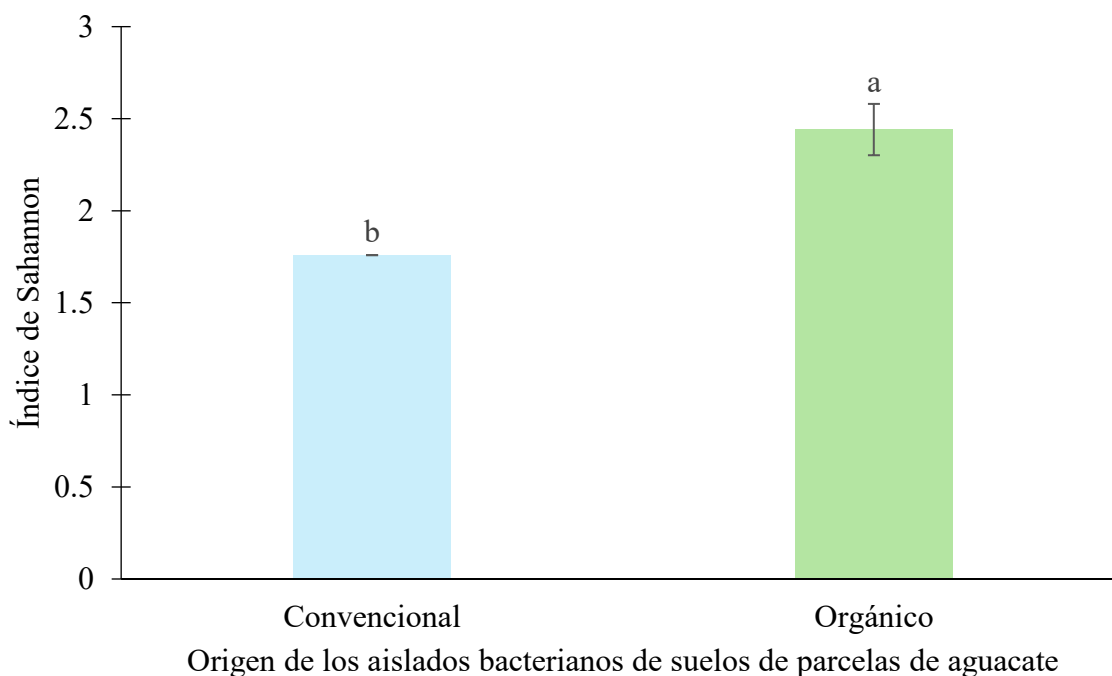 3
2.5
2
1.5
1
0.5
0
Índice de Sahannon
b
a
Convencional
Orgánico
Origen de los aislados bacterianos de suelos de parcelas de aguacate